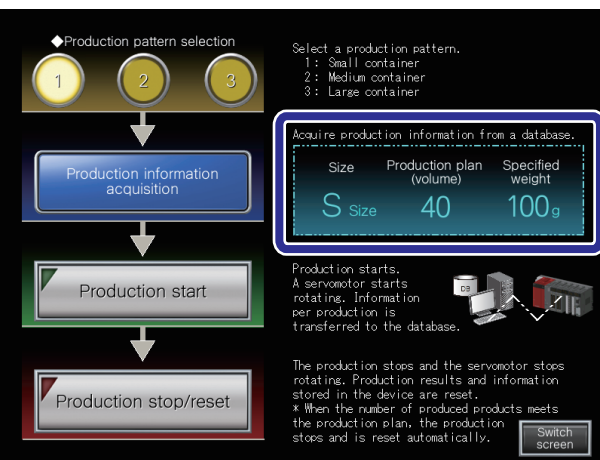 ◆Production pattern selection
1 2 3
Select a production pattern.
1: Small container
2: Medium container
3: Large container
Production information
acquisition
Acquire production information from a database.
Size
Production plan
(volume)
Specified
weight
S Size
40
100g
Production start
Production starts.
A servomotor starts
rotating. Information
per production is
transferred to the database.
DB
Production stop/reset
The production stops and the servomotor stops
rotating. Production results and information
stored in the device are reset.
* When the number of produced products meets
the production plan, the production
stops and is reset automatically.
Switch
screen